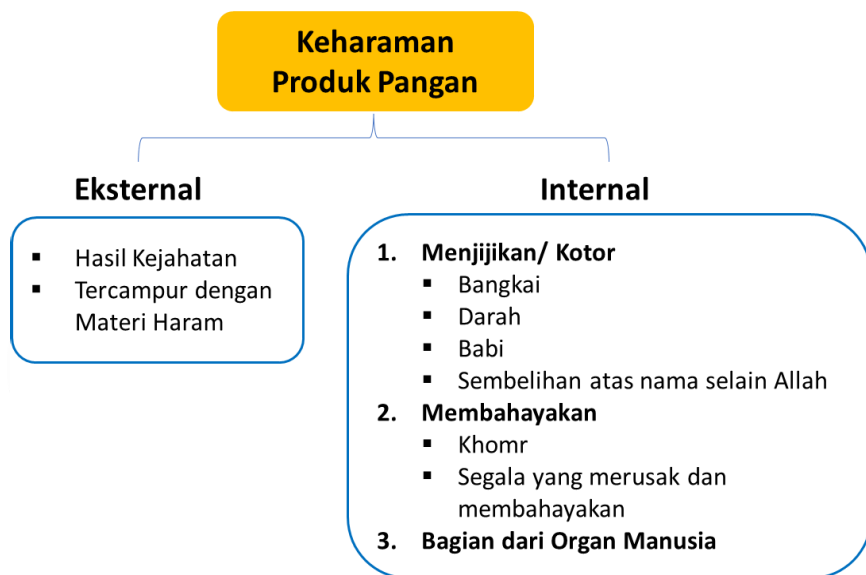 Keharaman
Produk Pangan
Eksternal
▪ Hasil Kejahatan
▪ Tercampur dengan
Materi Haram
Internal
1. Menjijikan/ Kotor
▪ Bangkai
▪ Darah
▪ Babi
▪ Sembelihan atas nama selain Allah
2. Membahayakan
▪ Khomr
▪ Segala yang merusak dan
membahayakan
3. Bagian dari Organ Manusia